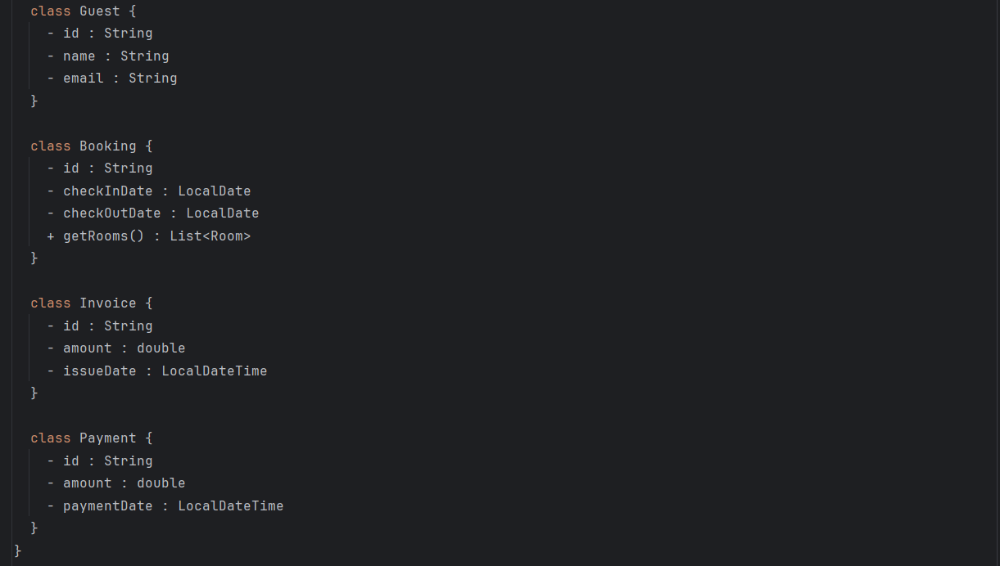 class Guest {
- id : String
- name : String
- email : String
}
class Booking {
- id : String
- checkInDate : LocalDate
- checkOutDate : LocalDate
+ getRooms() : List<Room>
}
class Invoice {
- id : String
- amount : double
- issueDate : LocalDateTime
}
class Payment {
- id : String
- amount : double
- paymentDate : LocalDateTime
}
}